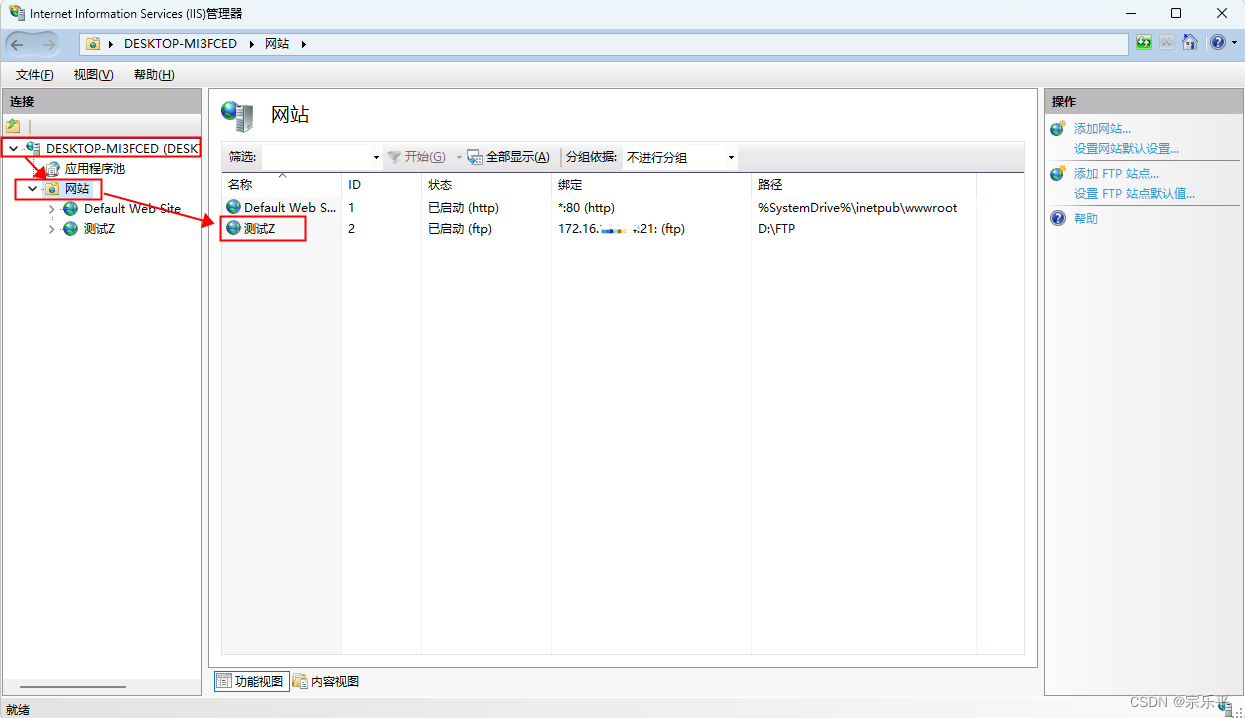 Internet Information Services (IIS)管理器
DESKTOP-MI3FCED 网站
文件(F) 视图(V) 帮助(H)
连接
DESKTOP-MI3FCED (DESKT
应用程序池
网站
Default Web Site
测试Z
网站
筛选: 开始(G) 全部显示(A) 分组依据: 不进行分组
名称 ID 状态 绑定 路径
Default Web S... 1 已启动 (http) *:80 (http) %SystemDrive%\inetpub\wwwroot
测试Z 2 已启动 (ftp) 172.16. :21: (ftp) D:\FTP
功能视图 内容视图
操作
添加网站...
设置网站默认设置...
添加 FTP 站点...
设置 FTP 站点默认值...
帮助
就绪
CSDN @宗乐平